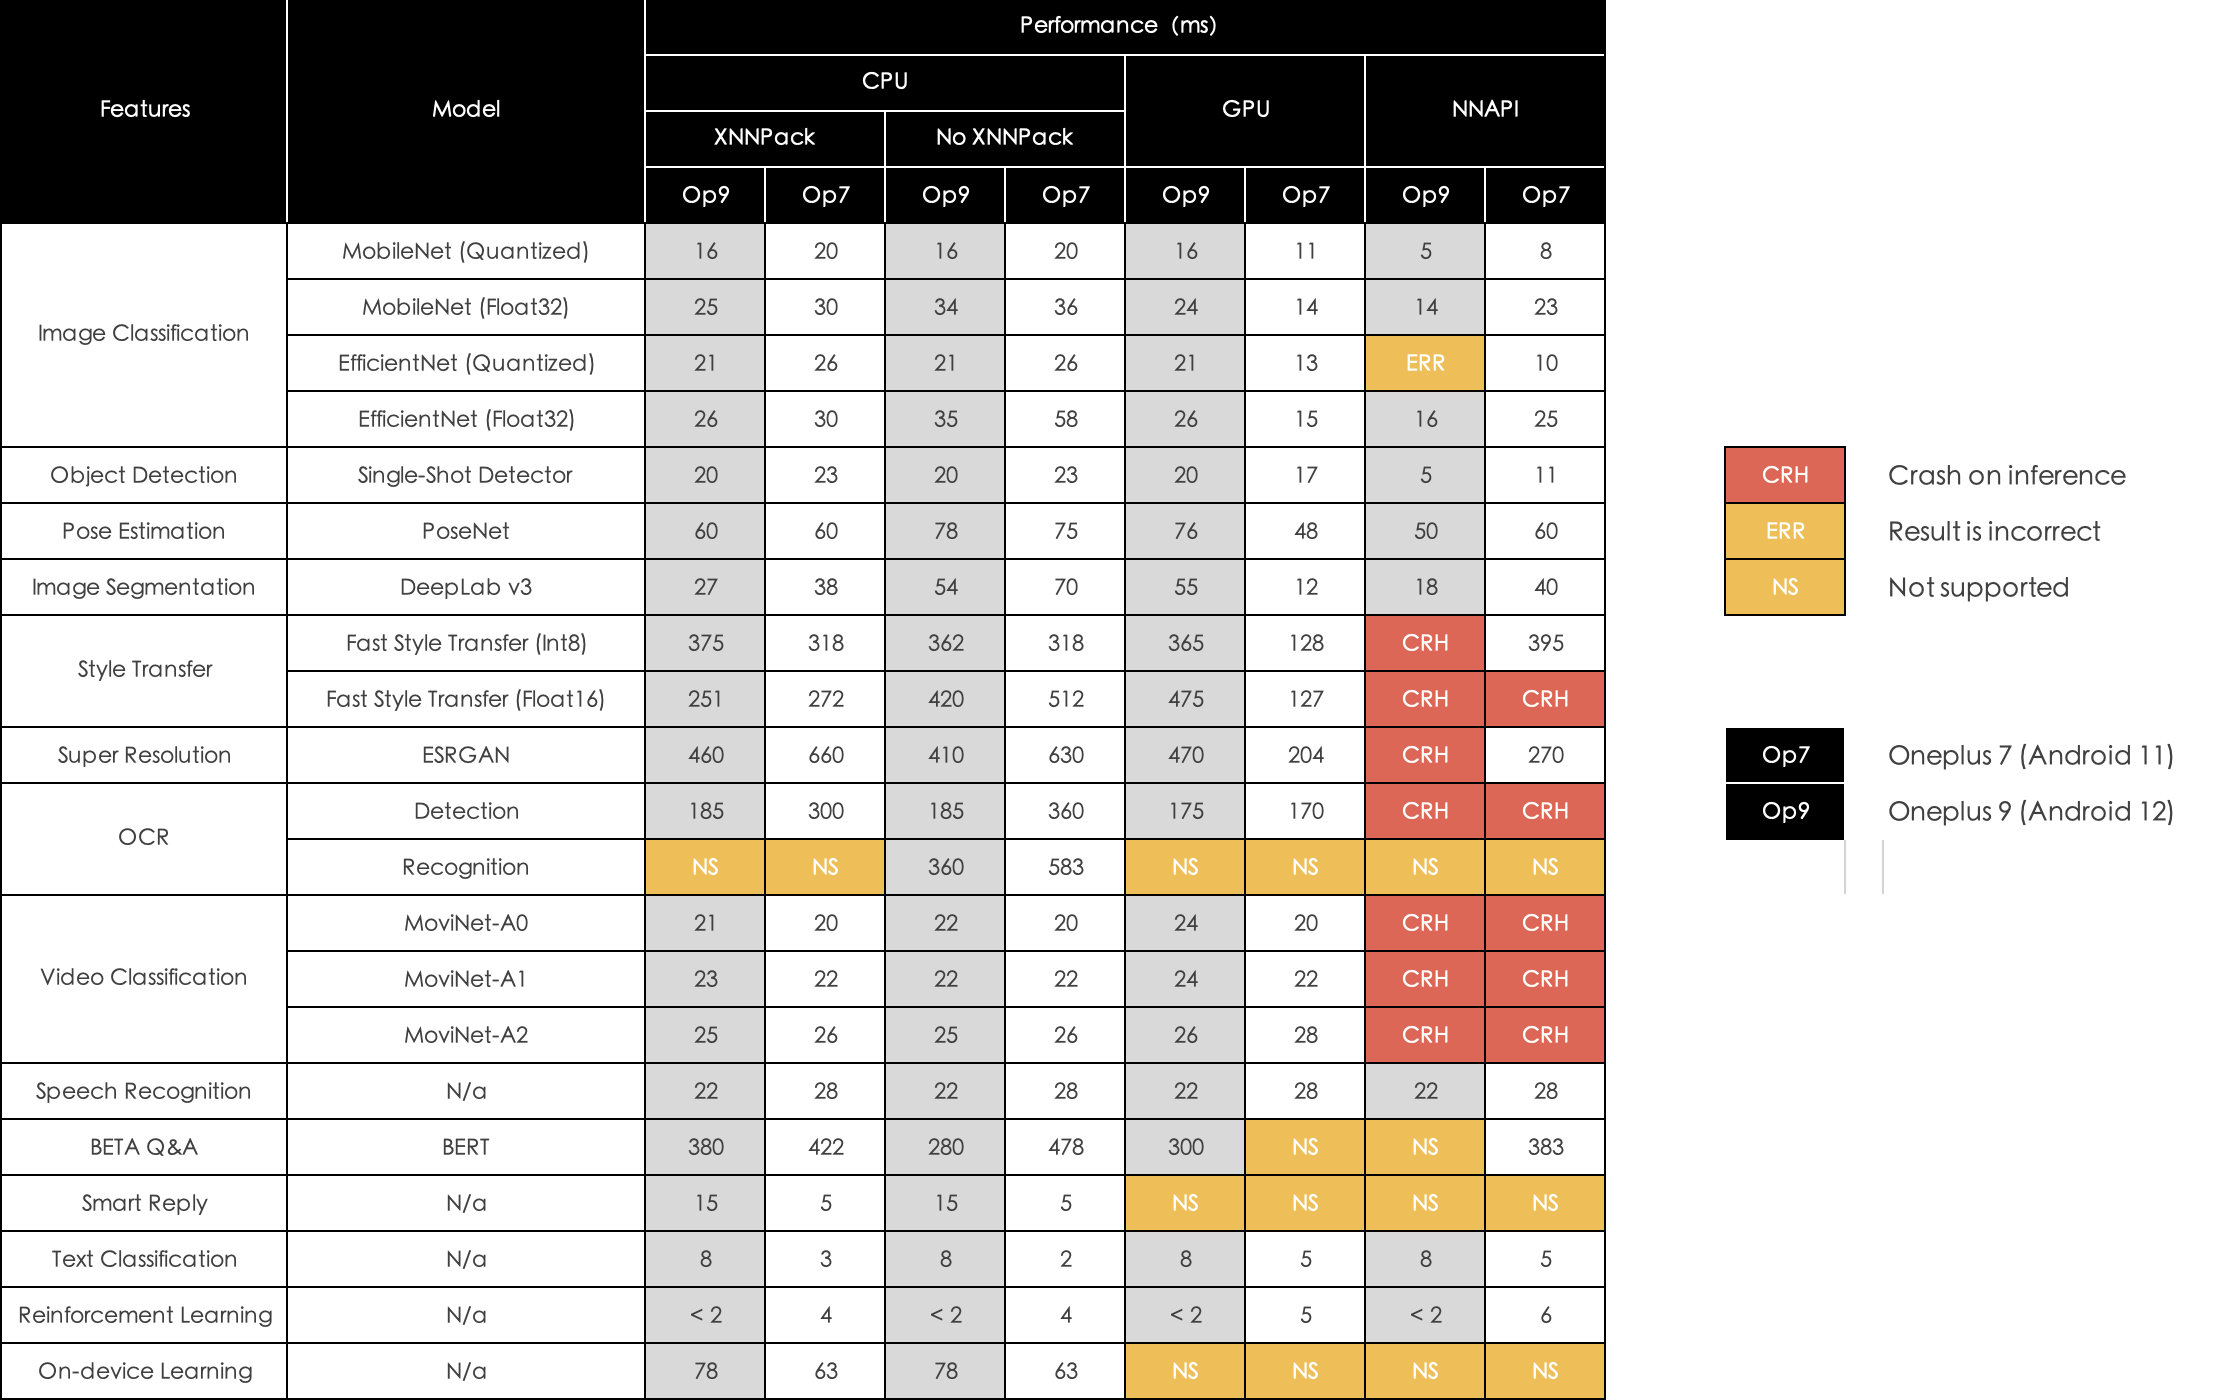 Performance (ms)
CPU
Features Model GPU NNAPI
XNNPack No XNNPack
Op9 Op7 Op9 Op7 Op9 Op7 Op9 Op7
Image Classification
MobileNet (Quantized) 16 20 16 20 16 11 5 8
MobileNet (Float32) 25 30 34 36 24 14 14 23
EfficientNet (Quantized) 21 26 21 26 21 13 ERR 10
EfficientNet (Float32) 26 30 35 58 26 15 16 25
Object Detection Single-Shot Detector 20 23 20 23 20 17 5 11
Pose Estimation PoseNet 60 60 78 75 76 48 50 60
Image Segmentation DeepLab v3 27 38 54 70 55 12 18 40
Style Transfer
Fast Style Transfer (Int8) 375 318 362 318 365 128 CRH 395
Fast Style Transfer (Float16) 251 272 420 512 475 127 CRH CRH
Super Resolution ESRGAN 460 660 410 630 470 204 CRH 270
OCR
Detection 185 300 185 360 175 170 CRH CRH
Recognition NS NS 360 583 NS NS NS NS
Video Classification
MoviNet-A0 21 20 22 20 24 20 CRH CRH
MoviNet-A1 23 22 22 22 24 22 CRH CRH
MoviNet-A2 25 26 25 26 26 28 CRH CRH
Speech Recognition N/a 22 28 22 28 22 28 22 28
BETA Q&A BERT 380 422 280 478 300 NS NS 383
Smart Reply N/a 15 5 15 5 NS NS NS NS
Text Classification N/a 8 3 8 2 8 5 8 5
Reinforcement Learning N/a < 2 4 < 2 4 < 2 5 < 2 6
On-device Learning N/a 78 63 78 63 NS NS NS NS
CRH Crash on inference
ERR Result is incorrect
NS Not supported
Op7 Oneplus 7 (Android 11)
Op9 Oneplus 9 (Android 12)